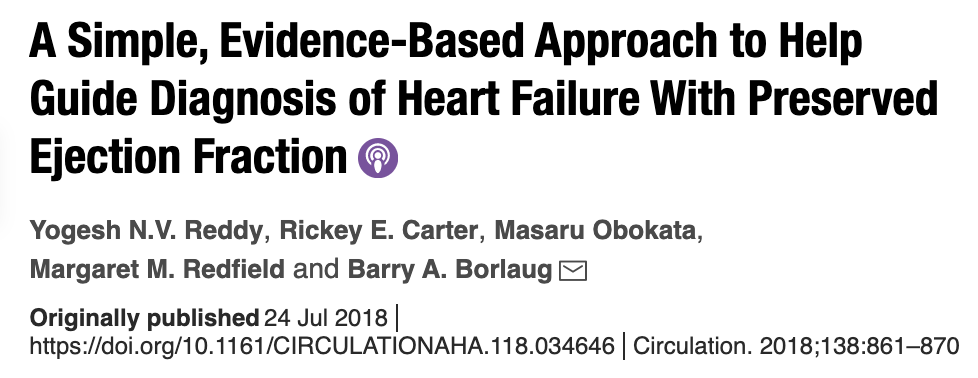 A Simple, Evidence-Based Approach to Help
Guide Diagnosis of Heart Failure With Preserved
Ejection Fraction
Yogesh N.V. Reddy, Rickey E. Carter, Masaru Obokata,
Margaret M. Redfield and Barry A. Borlaug
Originally published 24 Jul 2018 |
https://doi.org/10.1161/CIRCULATIONAHA.118.034646 | Circulation. 2018;138:861–870